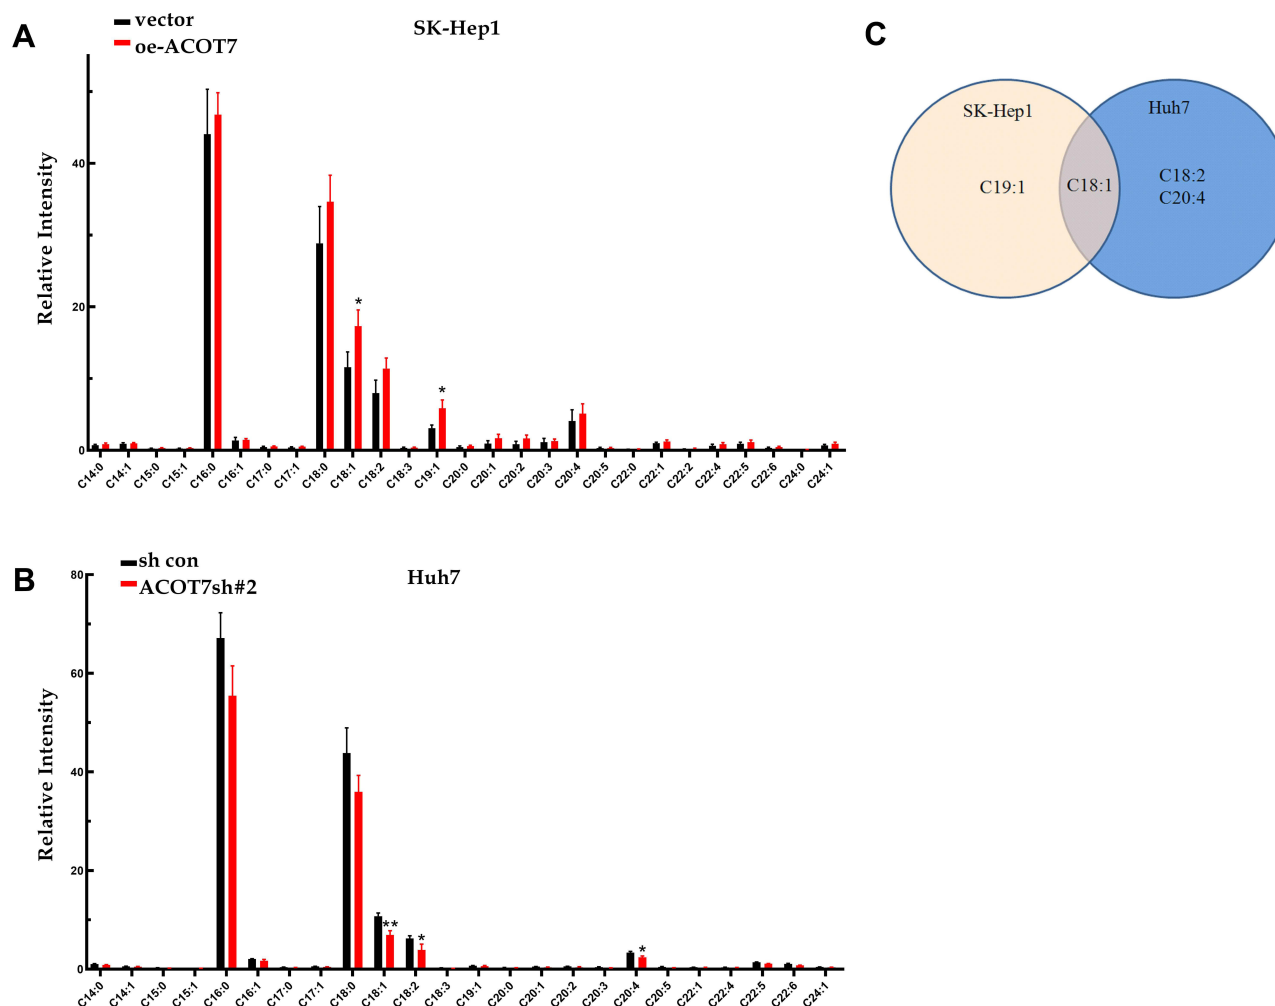 A
vector
oe-ACOT7
SK-Hep1
Relative Intensity
40
20
0
*
*
C14:0 C14:1 C15:0 C15:1 C16:0 C16:1 C17:0 C17:1 C18:0 C18:1 C18:2 C18:3 C19:1 C20:0 C20:1 C20:2 C20:3 C20:4 C20:5 C22:0 C22:1 C22:2 C22:4 C22:5 C22:6 C24:0 C24:1
B
sh con
ACOT7sh#2
Huh7
Relative Intensity
80
60
40
20
0
**
*
*
C14:0 C14:1 C15:0 C15:1 C16:0 C16:1 C17:0 C17:1 C18:0 C18:1 C18:2 C18:3 C19:1 C20:0 C20:1 C20:2 C20:3 C20:4 C20:5 C22:1 C22:4 C22:5 C22:6 C24:1
C
SK-Hep1
Huh7
C19:1
C18:1
C18:2
C20:4